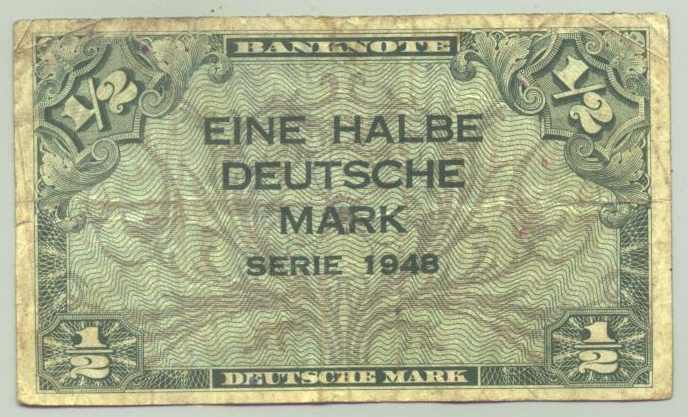 BANKNOTE
1/2
1/2
EINE HALBE
DEUTSCHE
MARK
SERIE 1948
1/2
1/2
DEUTSCHE MARK